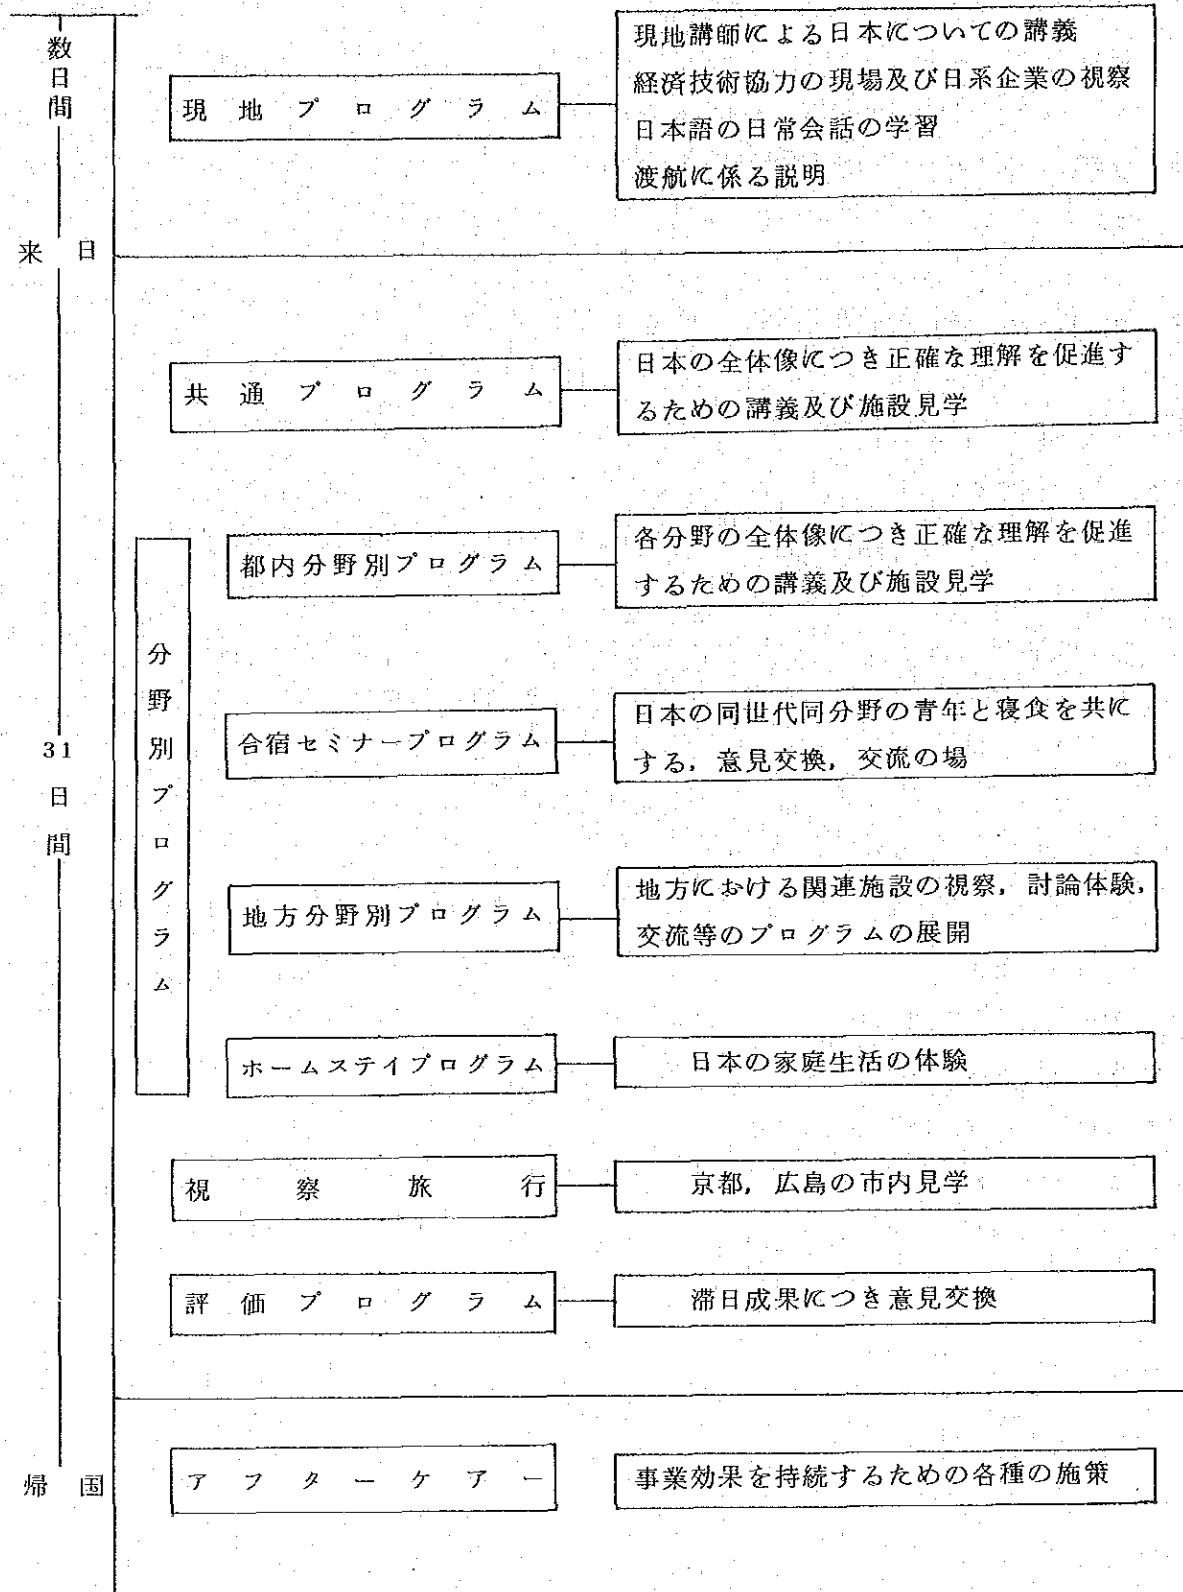 数日間
現地プログラム
現地講師による日本についての講義
経済技術協力の現場及び日系企業の視察
日本語の日常会話の学習
渡航に係る説明
来日
共通プログラム
日本の全体像につき正確な理解を促進す
るための講義及び施設見学
31日間
分野別プログラム
都内分野別プログラム
各分野の全体像につき正確な理解を促進
するための講義及び施設見学
合宿セミナープログラム
日本の同世代同分野の青年と寝食を共に
する，意見交換，交流の場
地方分野別プログラム
地方における関連施設の視察，討論体験，
交流等のプログラムの展開
ホームステイプログラム
日本の家庭生活の体験
視察旅行
京都，広島の市内見学
評価プログラム
滞日成果につき意見交換
帰国
アフターケアー
事業効果を持続するための各種の施策